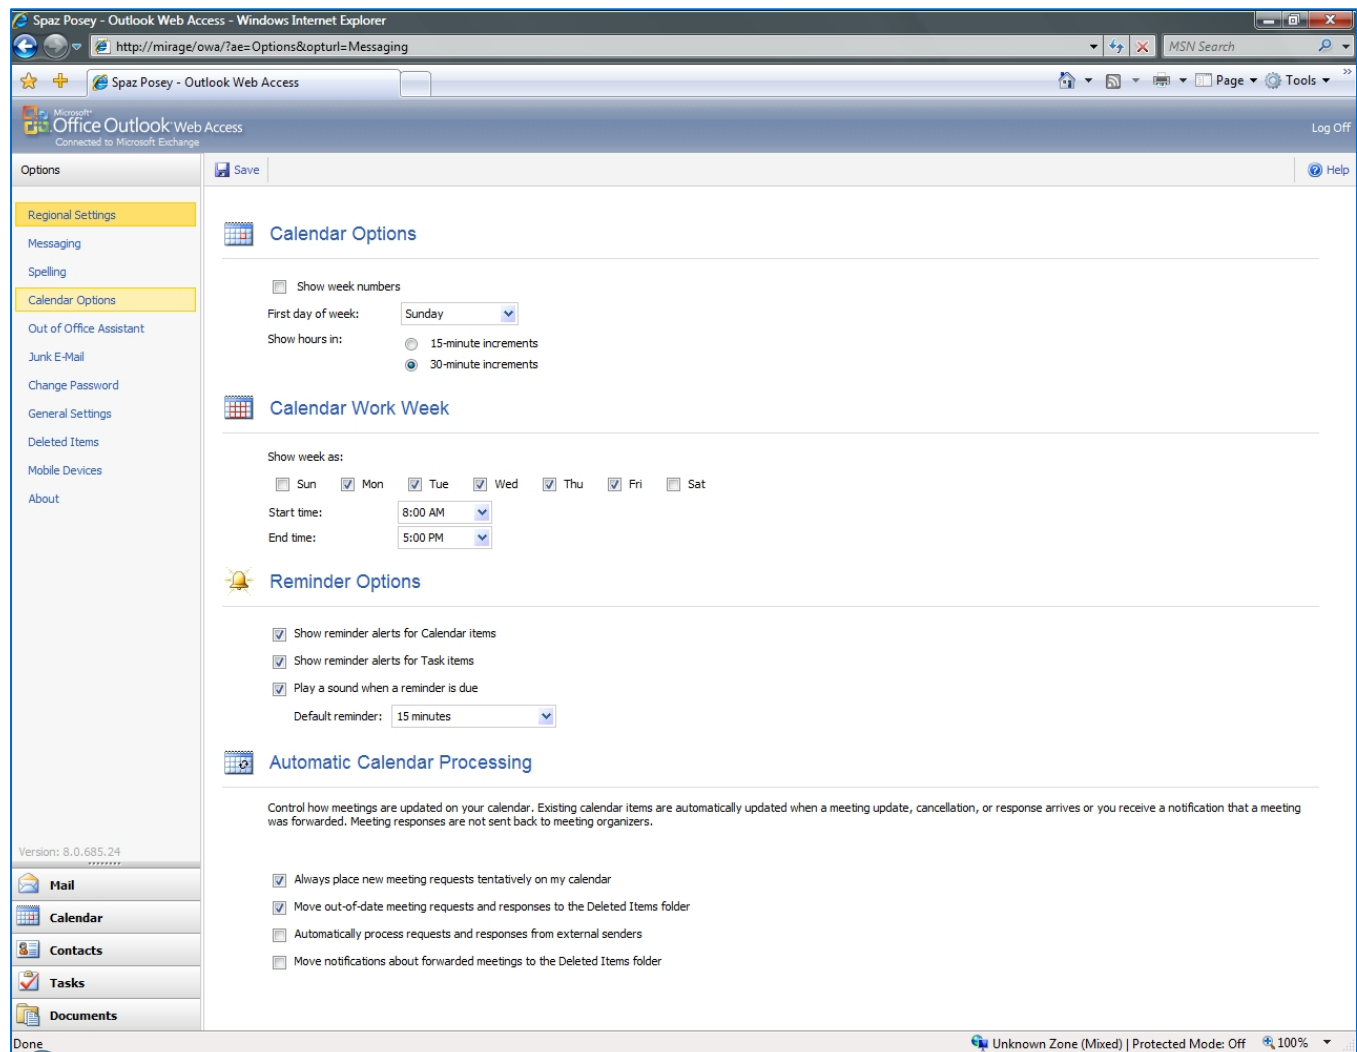 Spaz Posey - Outlook Web Access - Windows Internet Explorer
http://mirage/owa/?ae=Options&opturl=Messaging
MSN Search
Spaz Posey - Outlook Web Access
Page
Tools
Microsoft
Office Outlook Web Access
Connected to Microsoft Exchange
Log Off
Options
Save
Help
Regional Settings
Messaging
Spelling
Calendar Options
Out of Office Assistant
Junk E-Mail
Change Password
General Settings
Deleted Items
Mobile Devices
About
Version: 8.0.685.24
Mail
Calendar
Contacts
Tasks
Documents
Calendar Options
Show week numbers
First day of week: Sunday
Show hours in: 15-minute increments
30-minute increments
Calendar Work Week
Show week as:
Sun Mon Tue Wed Thu Fri Sat
Start time: 8:00 AM
End time: 5:00 PM
Reminder Options
Show reminder alerts for Calendar items
Show reminder alerts for Task items
Play a sound when a reminder is due
Default reminder: 15 minutes
Automatic Calendar Processing
Control how meetings are updated on your calendar. Existing calendar items are automatically updated when a meeting update, cancellation, or response arrives or you receive a notification that a meeting
was forwarded. Meeting responses are not sent back to meeting organizers.
Always place new meeting requests tentatively on my calendar
Move out-of-date meeting requests and responses to the Deleted Items folder
Automatically process requests and responses from external senders
Move notifications about forwarded meetings to the Deleted Items folder
Done
Unknown Zone (Mixed) | Protected Mode: Off
100%